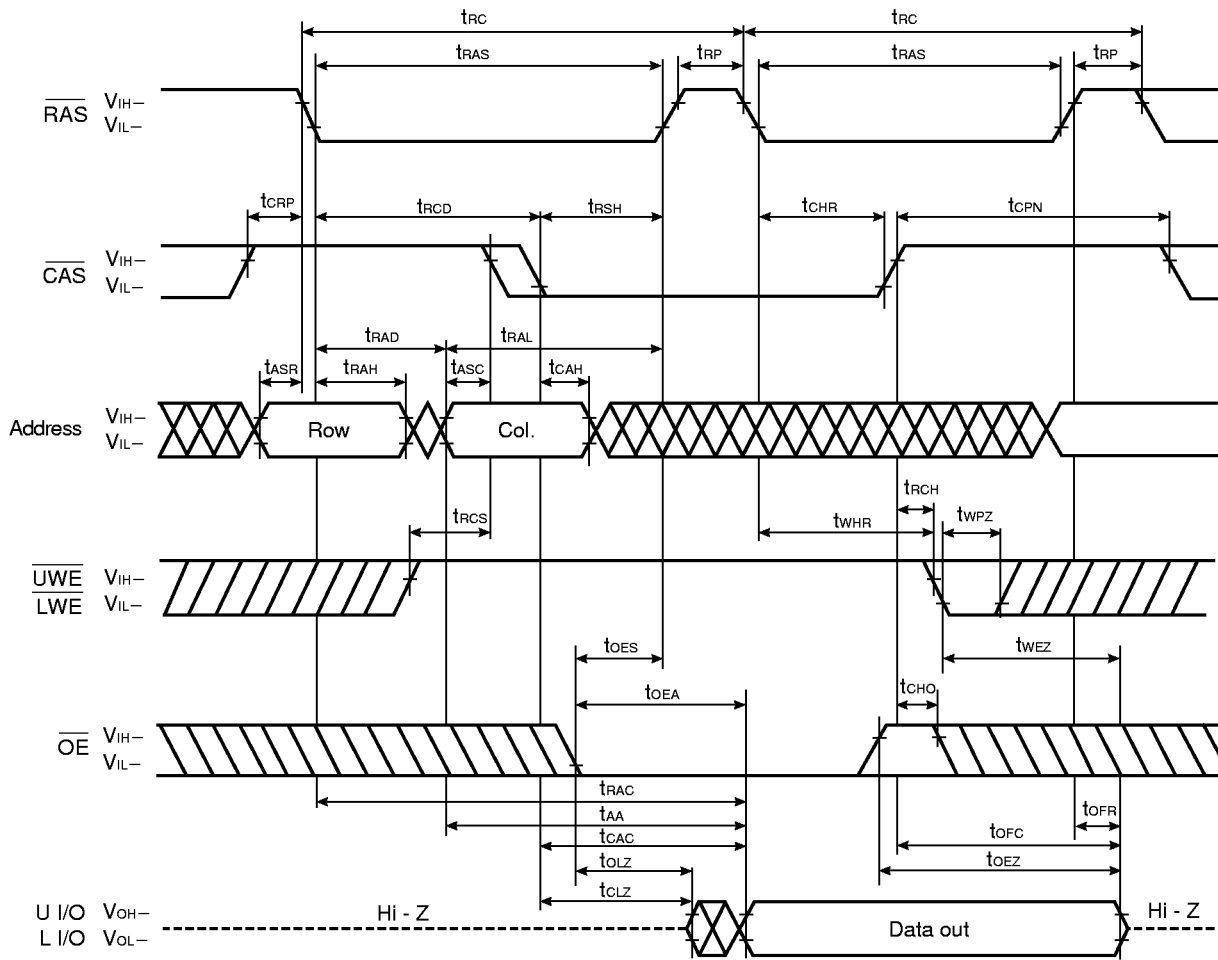 tRC tRC
tRAS tRP tRAS tRP
RAS VIH–
VIL–
tCRP tRCD tRSH tCHR tCPN
CAS VIH–
VIL–
tRAD tRAL
tASR tRAH tASC tCAH
Address VIH–
VIL–
Row Col.
tRCH
tRCS tWHR tWPZ
UWE VIH–
LWE VIL–
tOES tWEZ
tOEA tCHO
OE VIH–
VIL–
tRAC
tAA tOFR
tCAC tOFC
tOLZ tOEZ
tCLZ
U I/O VOH– Hi - Z Hi - Z
L I/O VOL– Data out